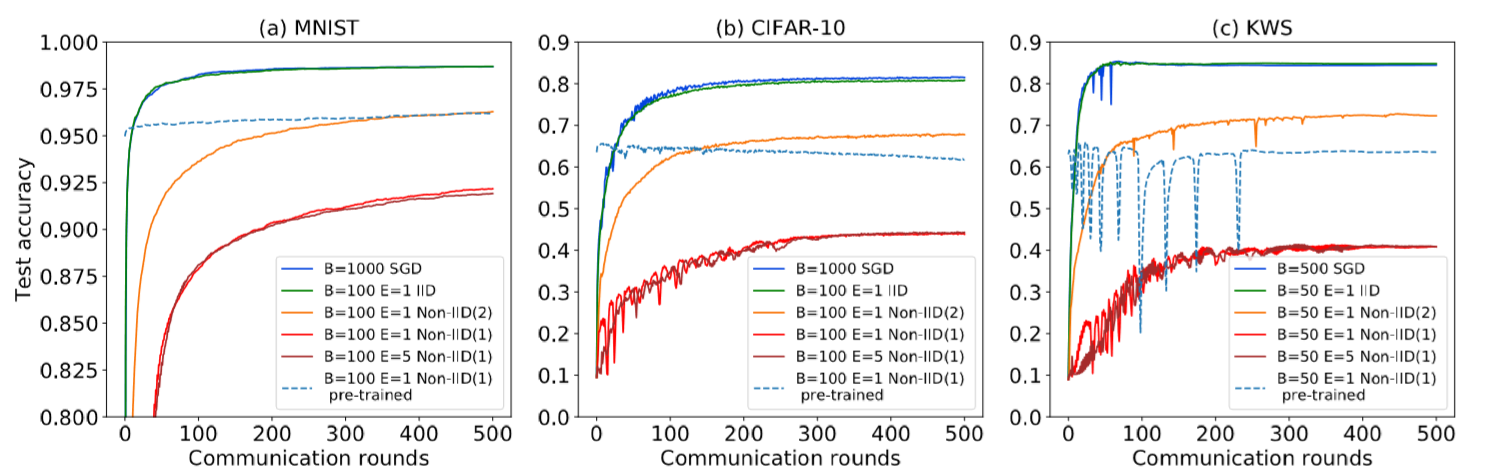 (a) MNIST
Test accuracy
1.000
0.975
0.950
0.925
0.900
0.875
0.850
0.825
0.800
B=1000 SGD
B=100 E=1 IID
B=100 E=1 Non-IID(2)
B=100 E=1 Non-IID(1)
B=100 E=5 Non-IID(1)
B=100 E=1 Non-IID(1)
pre-trained
0 100 200 300 400 500
Communication rounds
(b) CIFAR-10
0.9
0.8
0.7
0.6
0.5
0.4
0.3
0.2
0.1
0.0
B=1000 SGD
B=100 E=1 IID
B=100 E=1 Non-IID(2)
B=100 E=1 Non-IID(1)
B=100 E=5 Non-IID(1)
B=100 E=1 Non-IID(1)
pre-trained
0 100 200 300 400 500
Communication rounds
(c) KWS
0.9
0.8
0.7
0.6
0.5
0.4
0.3
0.2
0.1
0.0
B=500 SGD
B=50 E=1 IID
B=50 E=1 Non-IID(2)
B=50 E=1 Non-IID(1)
B=50 E=5 Non-IID(1)
B=50 E=1 Non-IID(1)
pre-trained
0 100 200 300 400 500
Communication rounds